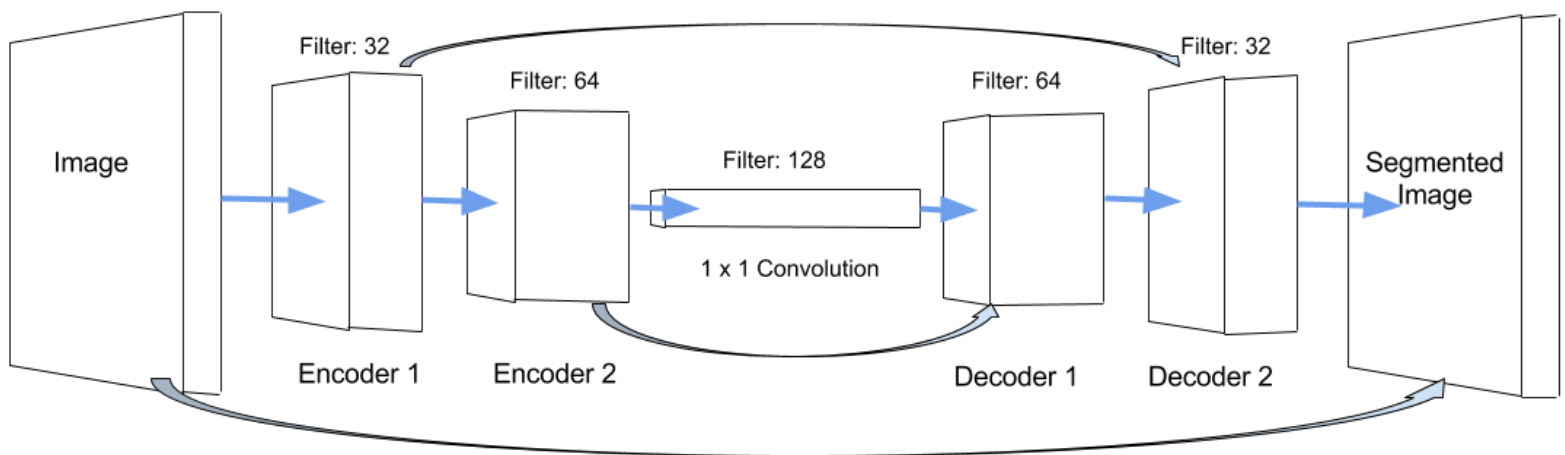 Image
Filter: 32
Encoder 1
Filter: 64
Encoder 2
Filter: 128
1 x 1 Convolution
Filter: 64
Decoder 1
Filter: 32
Decoder 2
Segmented
Image